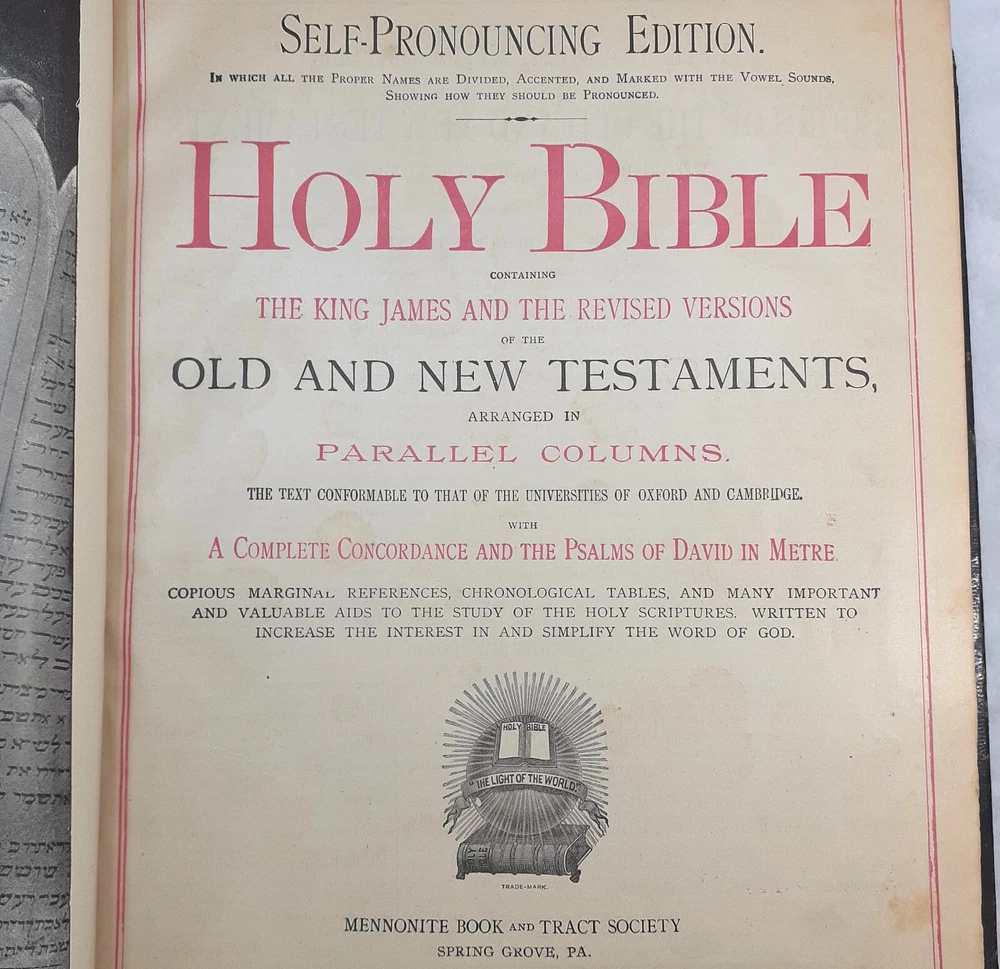 SELF-PRONOUNCING EDITION.
IN WHICH ALL THE PROPER NAMES ARE DIVIDED, ACCENTED, AND MARKED WITH THE VOWEL SOUNDS,
SHOWING HOW THEY SHOULD BE PRONOUNCED.
HOLY BIBLE
CONTAINING
THE KING JAMES AND THE REVISED VERSIONS
OF THE
OLD AND NEW TESTAMENTS,
ARRANGED IN
PARALLEL COLUMNS.
THE TEXT CONFORMABLE TO THAT OF THE UNIVERSITIES OF OXFORD AND CAMBRIDGE.
WITH
A COMPLETE CONCORDANCE AND THE PSALMS OF DAVID IN METRE.
COPIOUS MARGINAL REFERENCES, CHRONOLOGICAL TABLES, AND MANY IMPORTANT
AND VALUABLE AIDS TO THE STUDY OF THE HOLY SCRIPTURES. WRITTEN TO
INCREASE THE INTEREST IN AND SIMPLIFY THE WORD OF GOD.
HOLY BIBLE
"THE LIGHT OF THE WORLD."
HOLY BIBLE
TRADE-MARK.
MENNONITE BOOK AND TRACT SOCIETY
SPRING GROVE, PA.